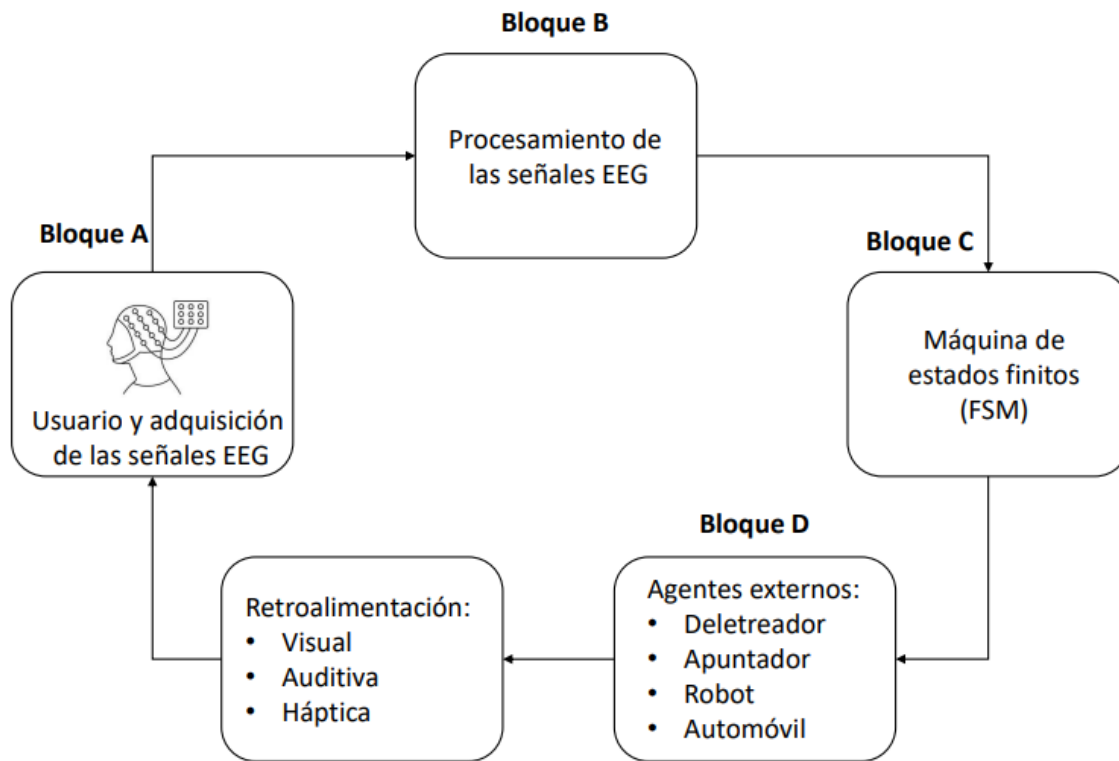 Bloque B
Procesamiento de
las señales EEG
Bloque A
Usuario y adquisición
de las señales EEG
Bloque C
Máquina de
estados finitos
(FSM)
Bloque D
Agentes externos:
• Deletreador
• Apuntador
• Robot
• Automóvil
Retroalimentación:
• Visual
• Auditiva
• Háptica